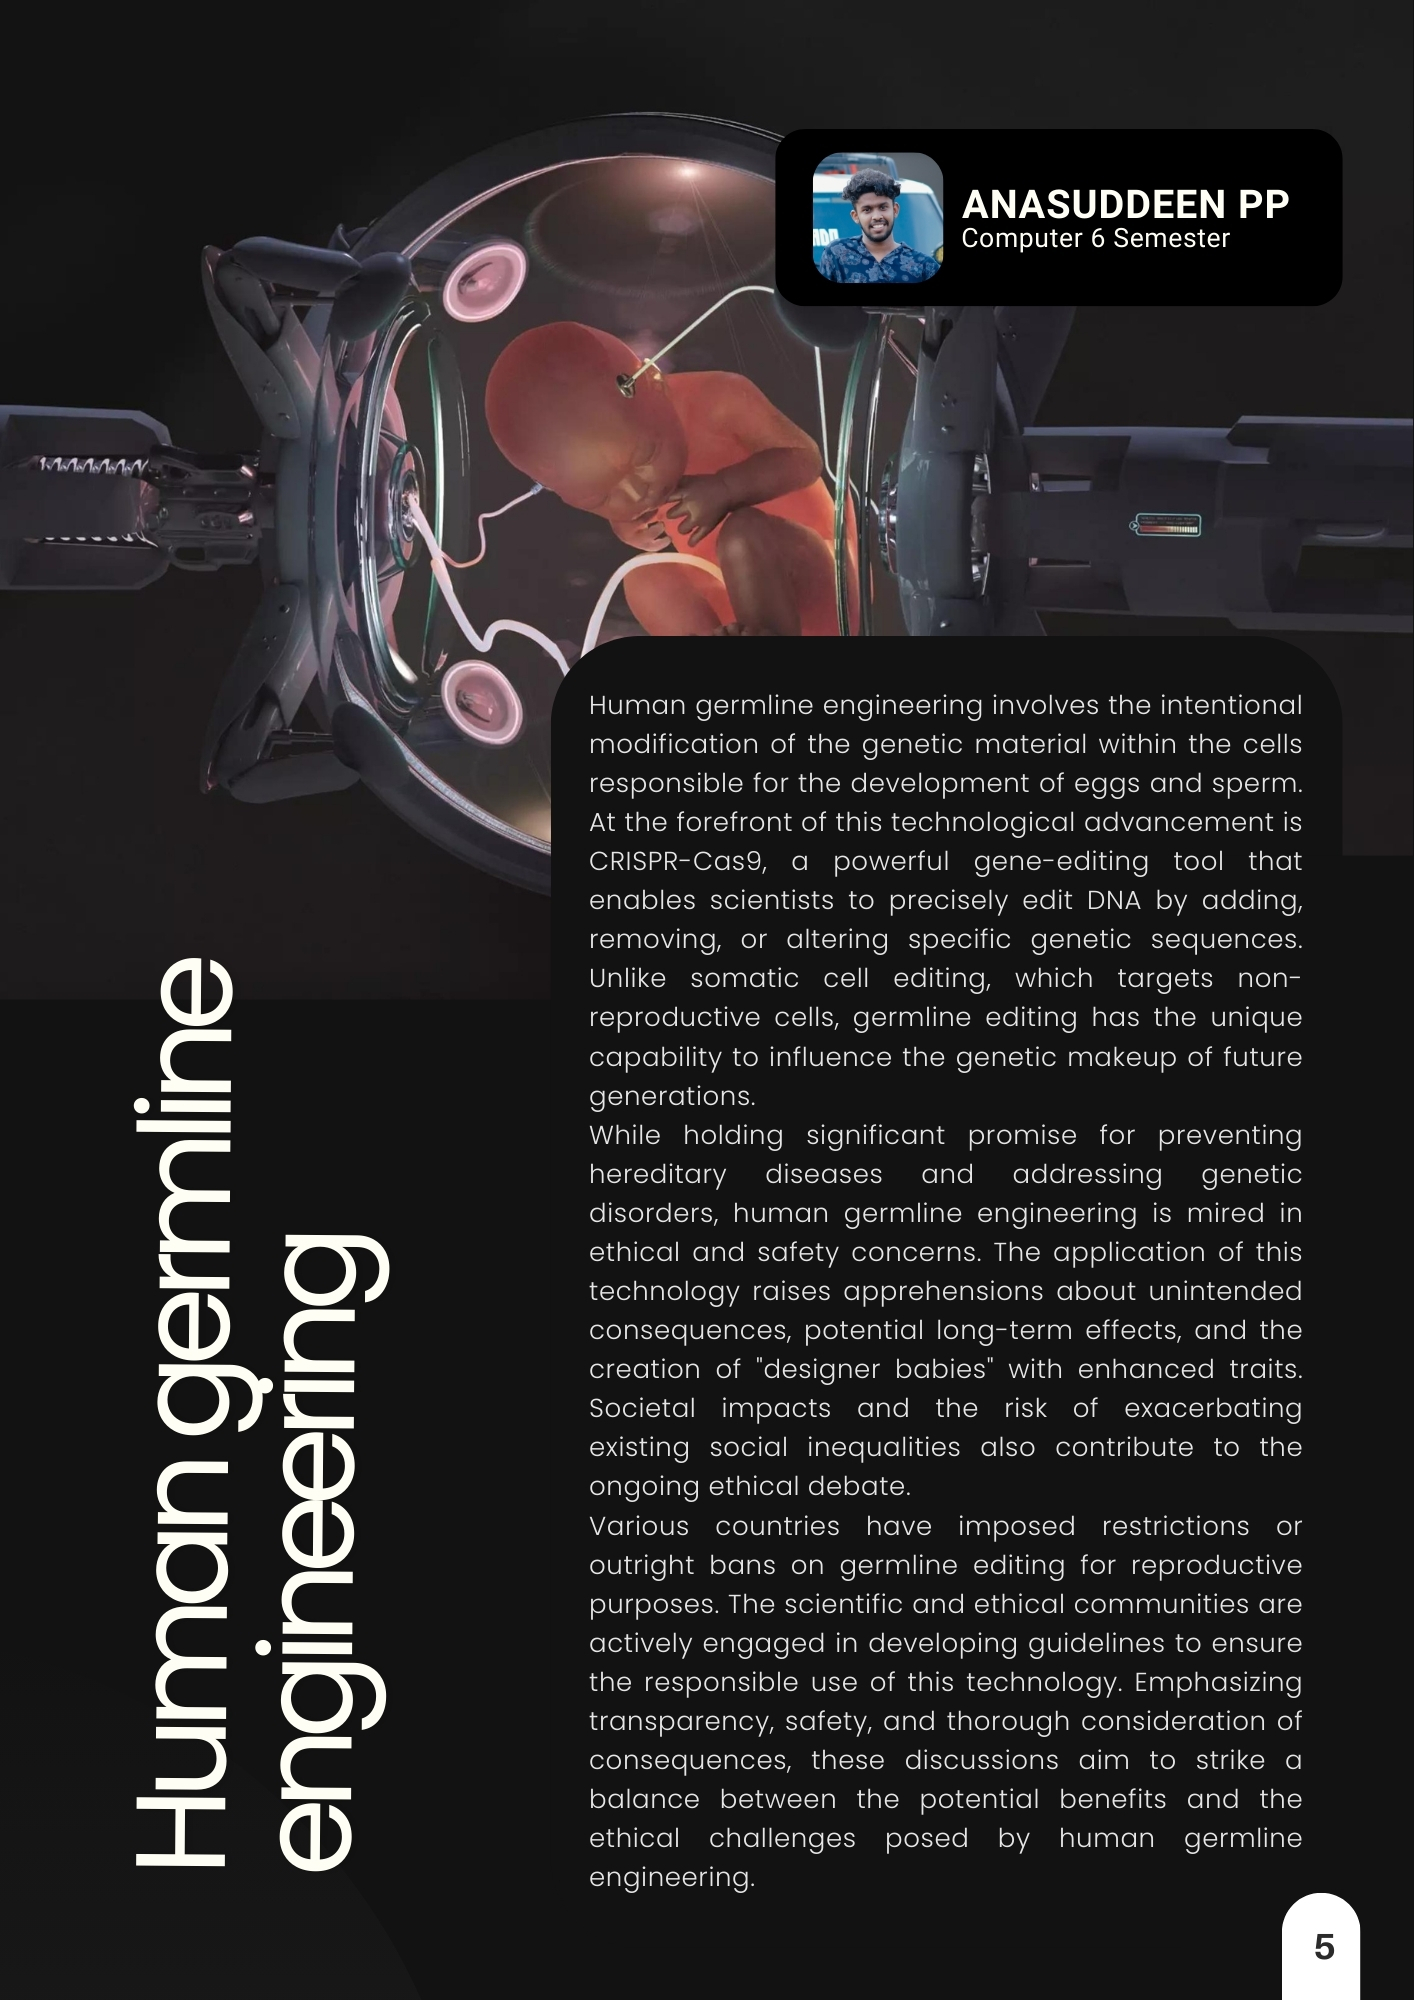 ANASUDDEEN PP
Computer 6 Semester
Human germline
engineering
Human germline engineering involves the intentional
modification of the genetic material within the cells
responsible for the development of eggs and sperm.
At the forefront of this technological advancement is
CRISPR-Cas9, a powerful gene-editing tool that
enables scientists to precisely edit DNA by adding,
removing, or altering specific genetic sequences.
Unlike somatic cell editing, which targets non-
reproductive cells, germline editing has the unique
capability to influence the genetic makeup of future
generations.
While holding significant promise for preventing
hereditary diseases and addressing genetic
disorders, human germline engineering is mired in
ethical and safety concerns. The application of this
technology raises apprehensions about unintended
consequences, potential long-term effects, and the
creation of "designer babies" with enhanced traits.
Societal impacts and the risk of exacerbating
existing social inequalities also contribute to the
ongoing ethical debate.
Various countries have imposed restrictions or
outright bans on germline editing for reproductive
purposes. The scientific and ethical communities are
actively engaged in developing guidelines to ensure
the responsible use of this technology. Emphasizing
transparency, safety, and thorough consideration of
consequences, these discussions aim to strike a
balance between the potential benefits and the
ethical challenges posed by human germline
engineering.
5